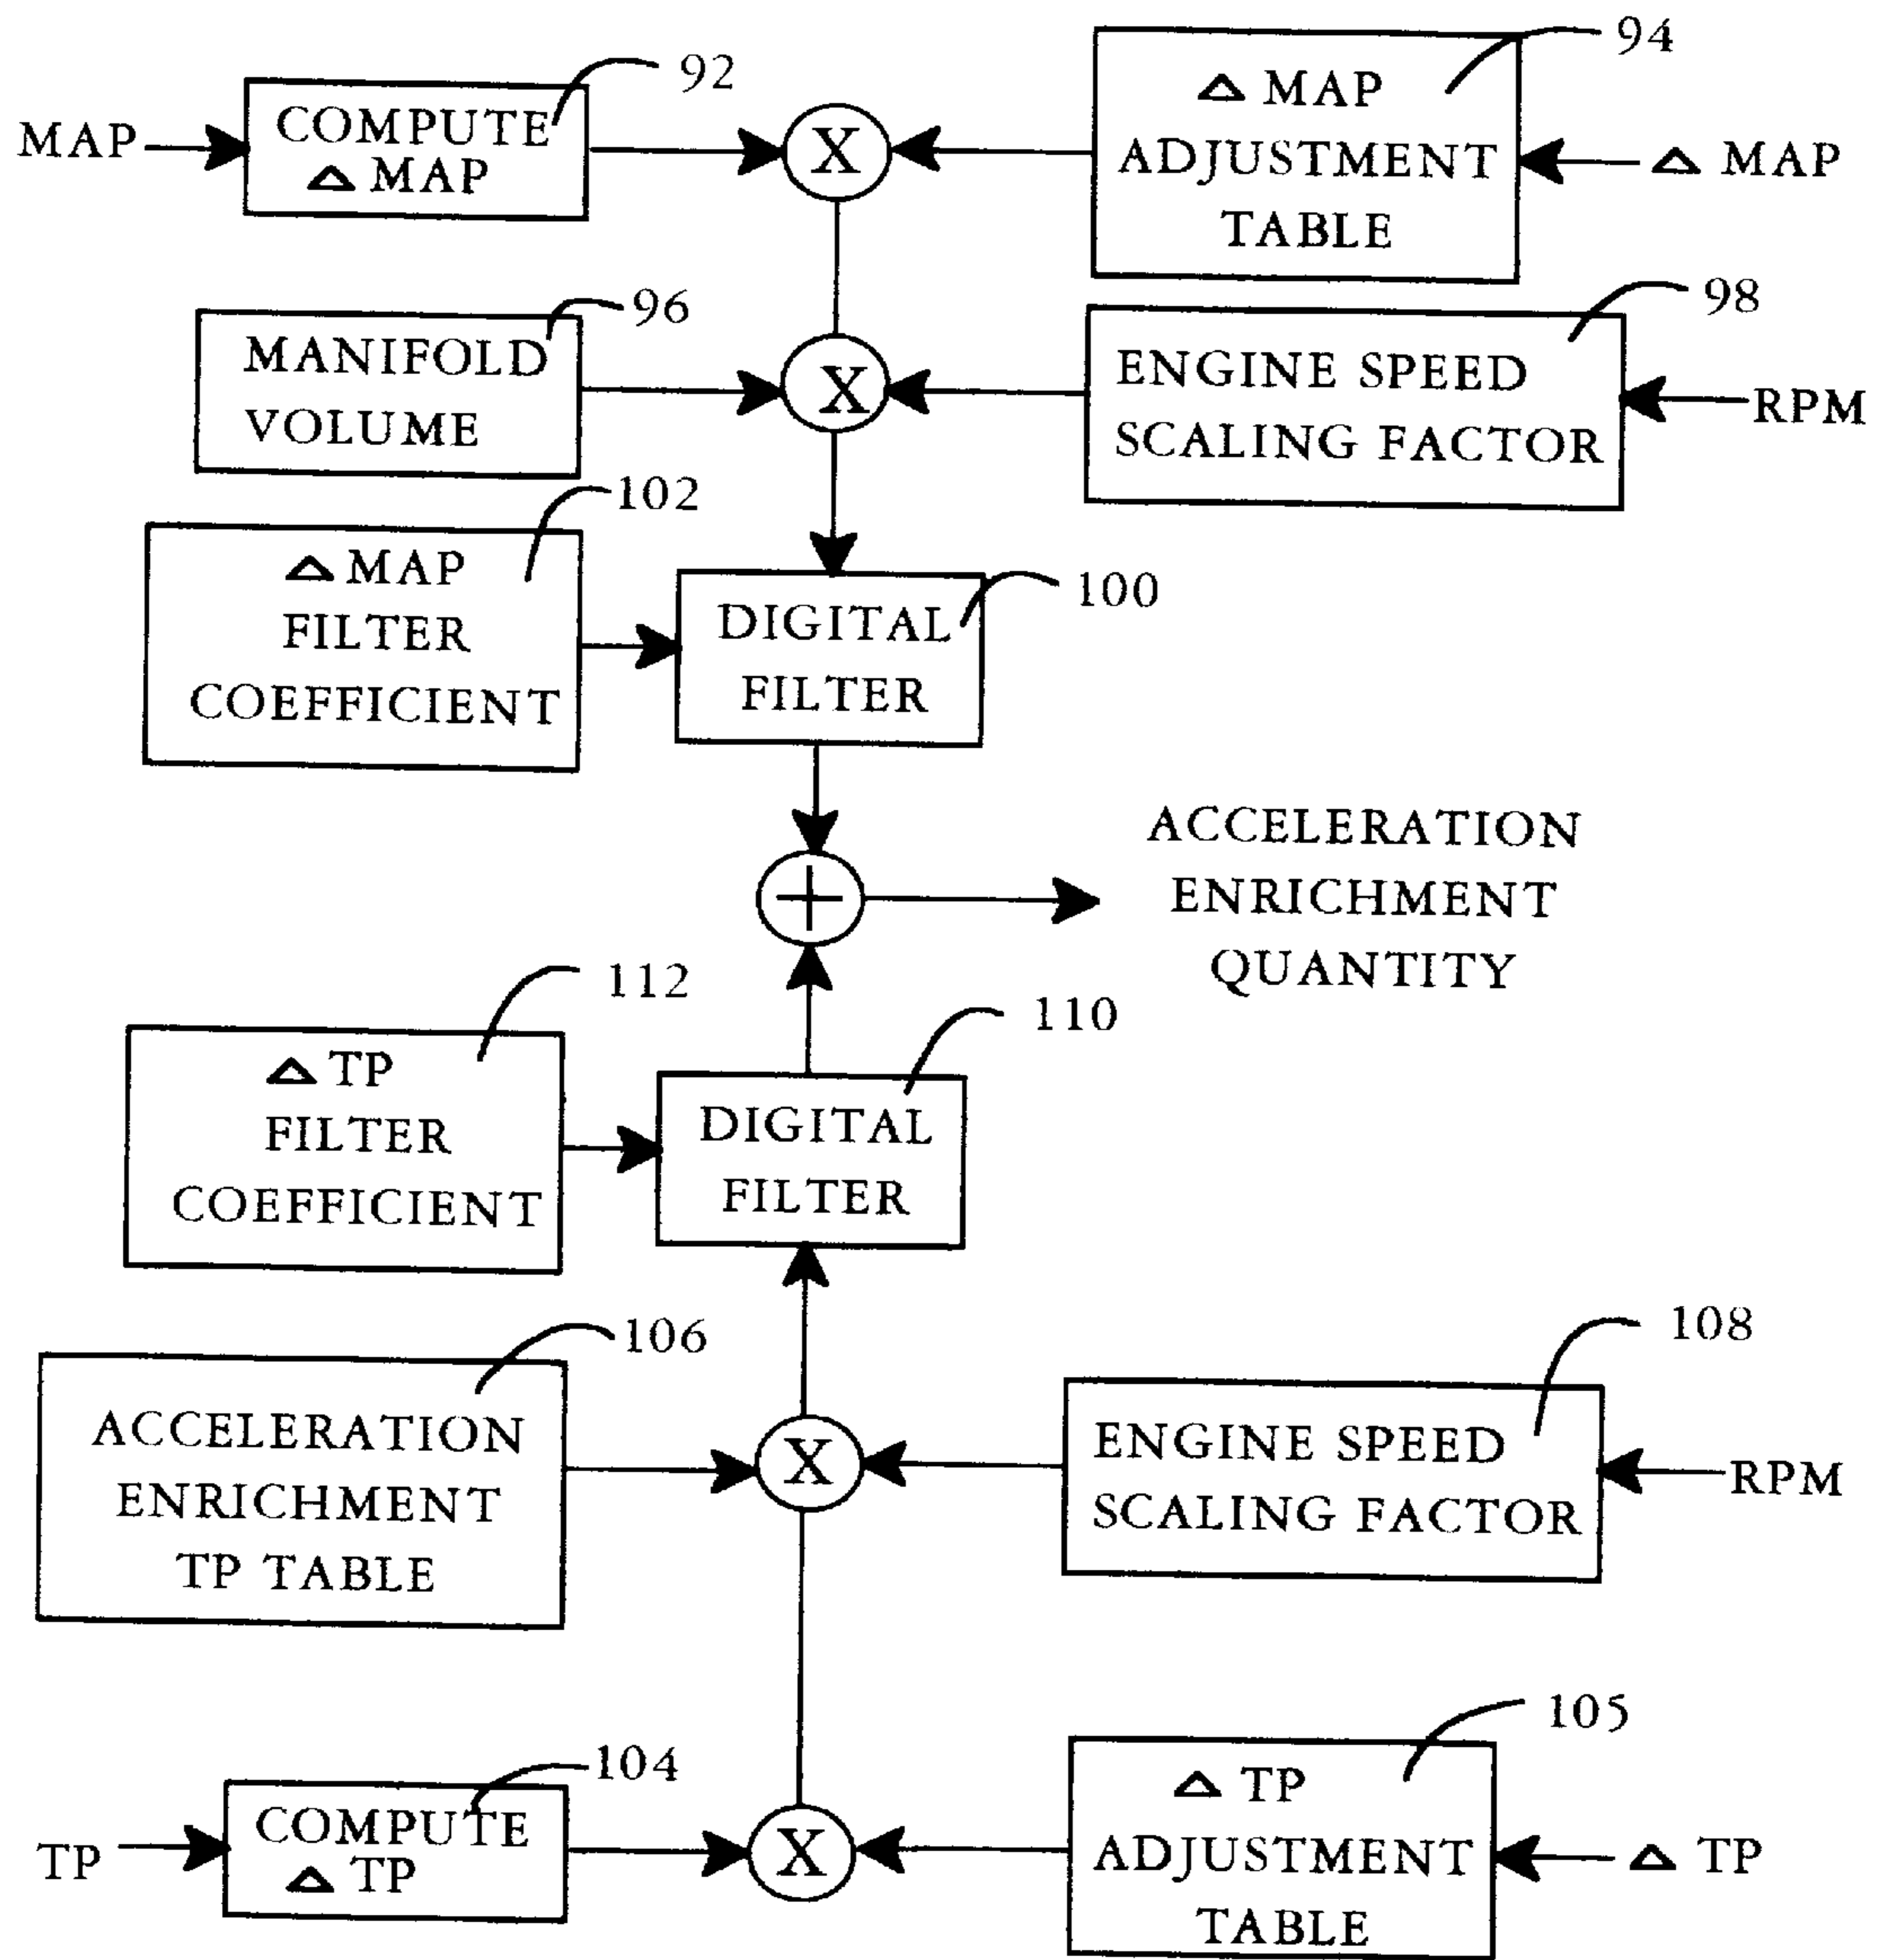 94
92
MAP
COMPUTE
△ MAP
X
△ MAP
ADJUSTMENT
TABLE
△ MAP
96
98
MANIFOLD
VOLUME
X
ENGINE SPEED
SCALING FACTOR
RPM
102
△ MAP
FILTER
COEFFICIENT
100
DIGITAL
FILTER
+
ACCELERATION
ENRICHMENT
QUANTITY
112
110
△ TP
FILTER
COEFFICIENT
DIGITAL
FILTER
106
108
ACCELERATION
ENRICHMENT
TP TABLE
X
ENGINE SPEED
SCALING FACTOR
RPM
105
104
TP
COMPUTE
△ TP
X
△ TP
ADJUSTMENT
TABLE
△ TP